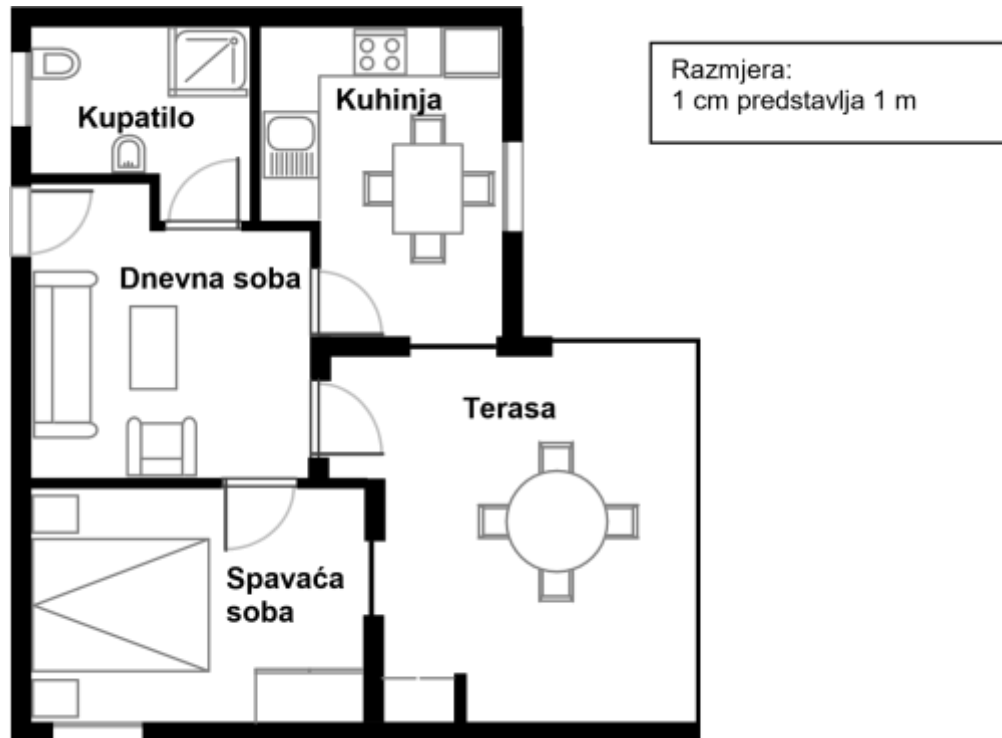 Razmjera:
1 cm predstavlja 1 m
Kupatilo
Kuhinja
Dnevna soba
Terasa
Spavaća
soba